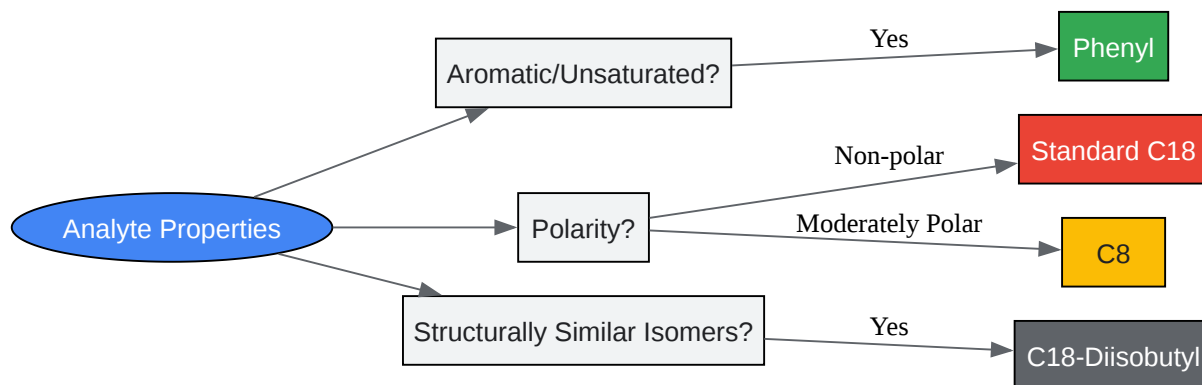 Aromatic/Unsaturated?
Yes
Phenyl
Standard C18
Non-polar
Analyte Properties
Polarity?
Moderately Polar
C8
Structurally Similar Isomers?
Yes
C18-Diisobutyl